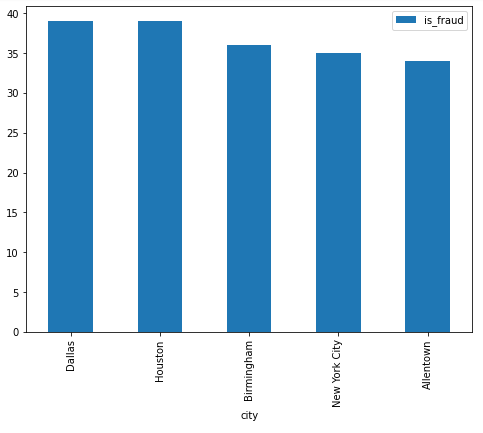 is_fraud
40
35
30
25
20
15
10
5
0
Dallas
Houston
Birmingham
New York City
Allentown
city